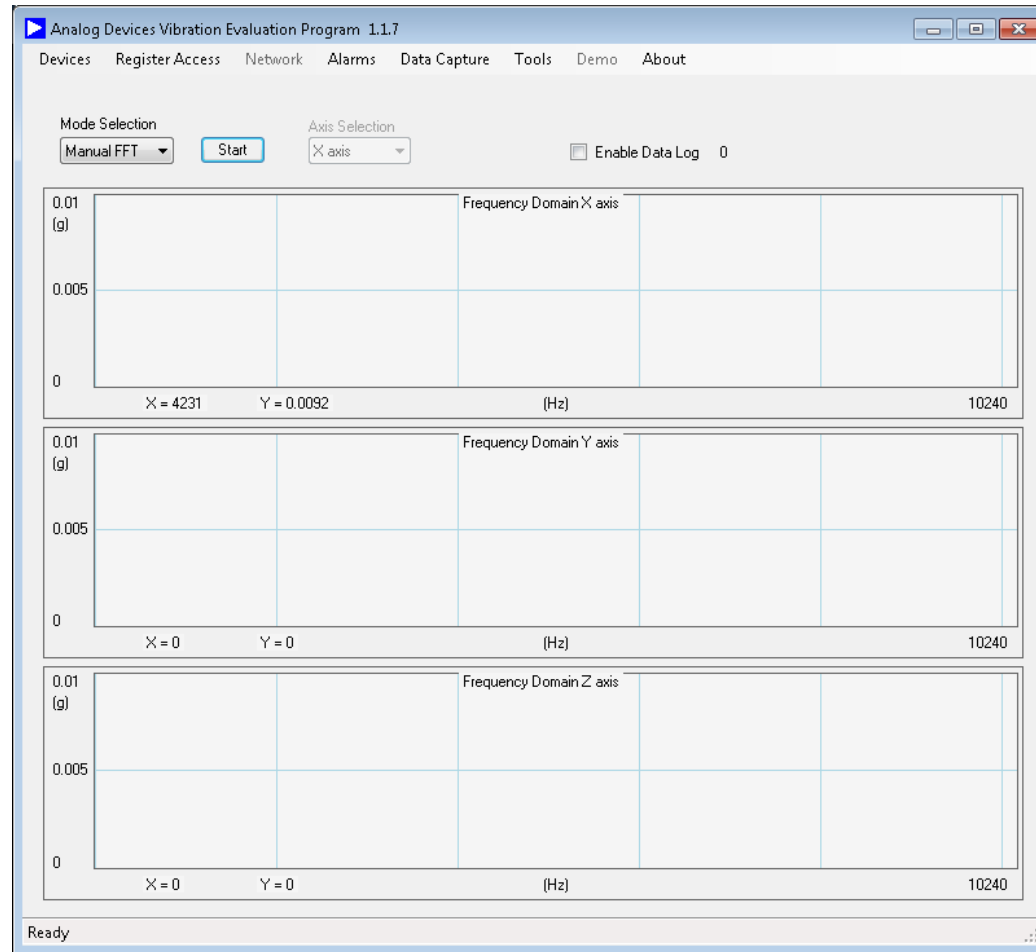 Analog Devices Vibration Evaluation Program 1.1.7
Devices Register Access Network Alarms Data Capture Tools Demo About
Mode Selection Axis Selection
Manual FFT Start X axis Enable Data Log 0
0.01 Frequency Domain X axis
(g)
0.005
0
X = 4231 Y = 0.0092 (Hz) 10240
0.01 Frequency Domain Y axis
(g)
0.005
0
X = 0 Y = 0 (Hz) 10240
0.01 Frequency Domain Z axis
(g)
0.005
0
X = 0 Y = 0 (Hz) 10240
Ready